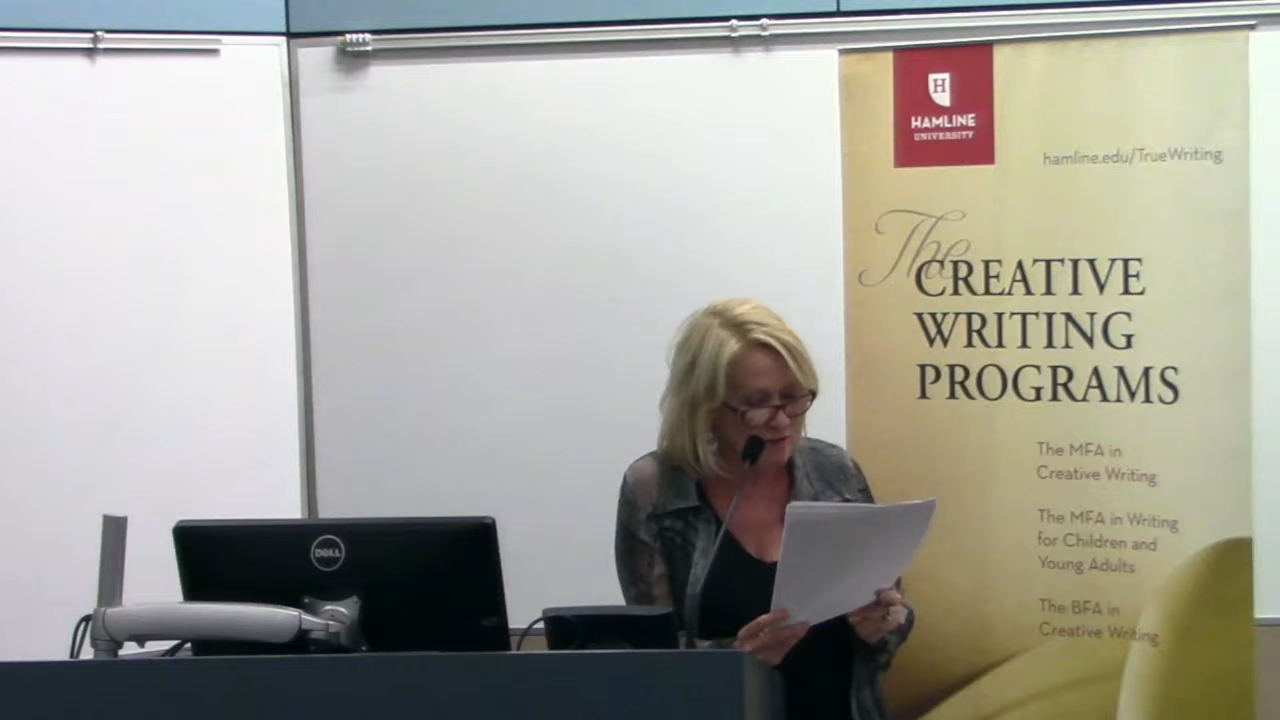 H
HAMLINE
UNIVERSITY
hamline.edu/TrueWriting
The
CREATIVE
WRITING
PROGRAMS
The MFA in
Creative Writing
The MFA in Writing
for Children and
Young Adults
The BFA in
Creative Writing
DELL